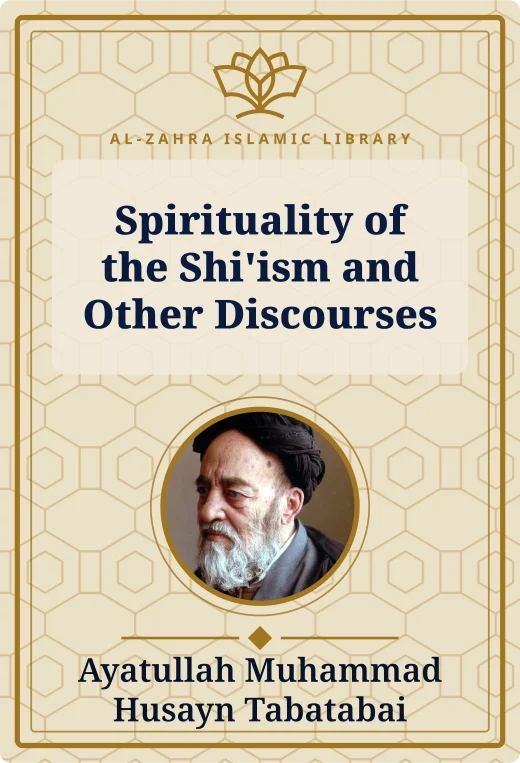 AL-ZAHRA ISLAMIC LIBRARY
Spirituality of
the Shi'ism and
Other Discourses
Ayatullah Muhammad
Husayn Tabatabai